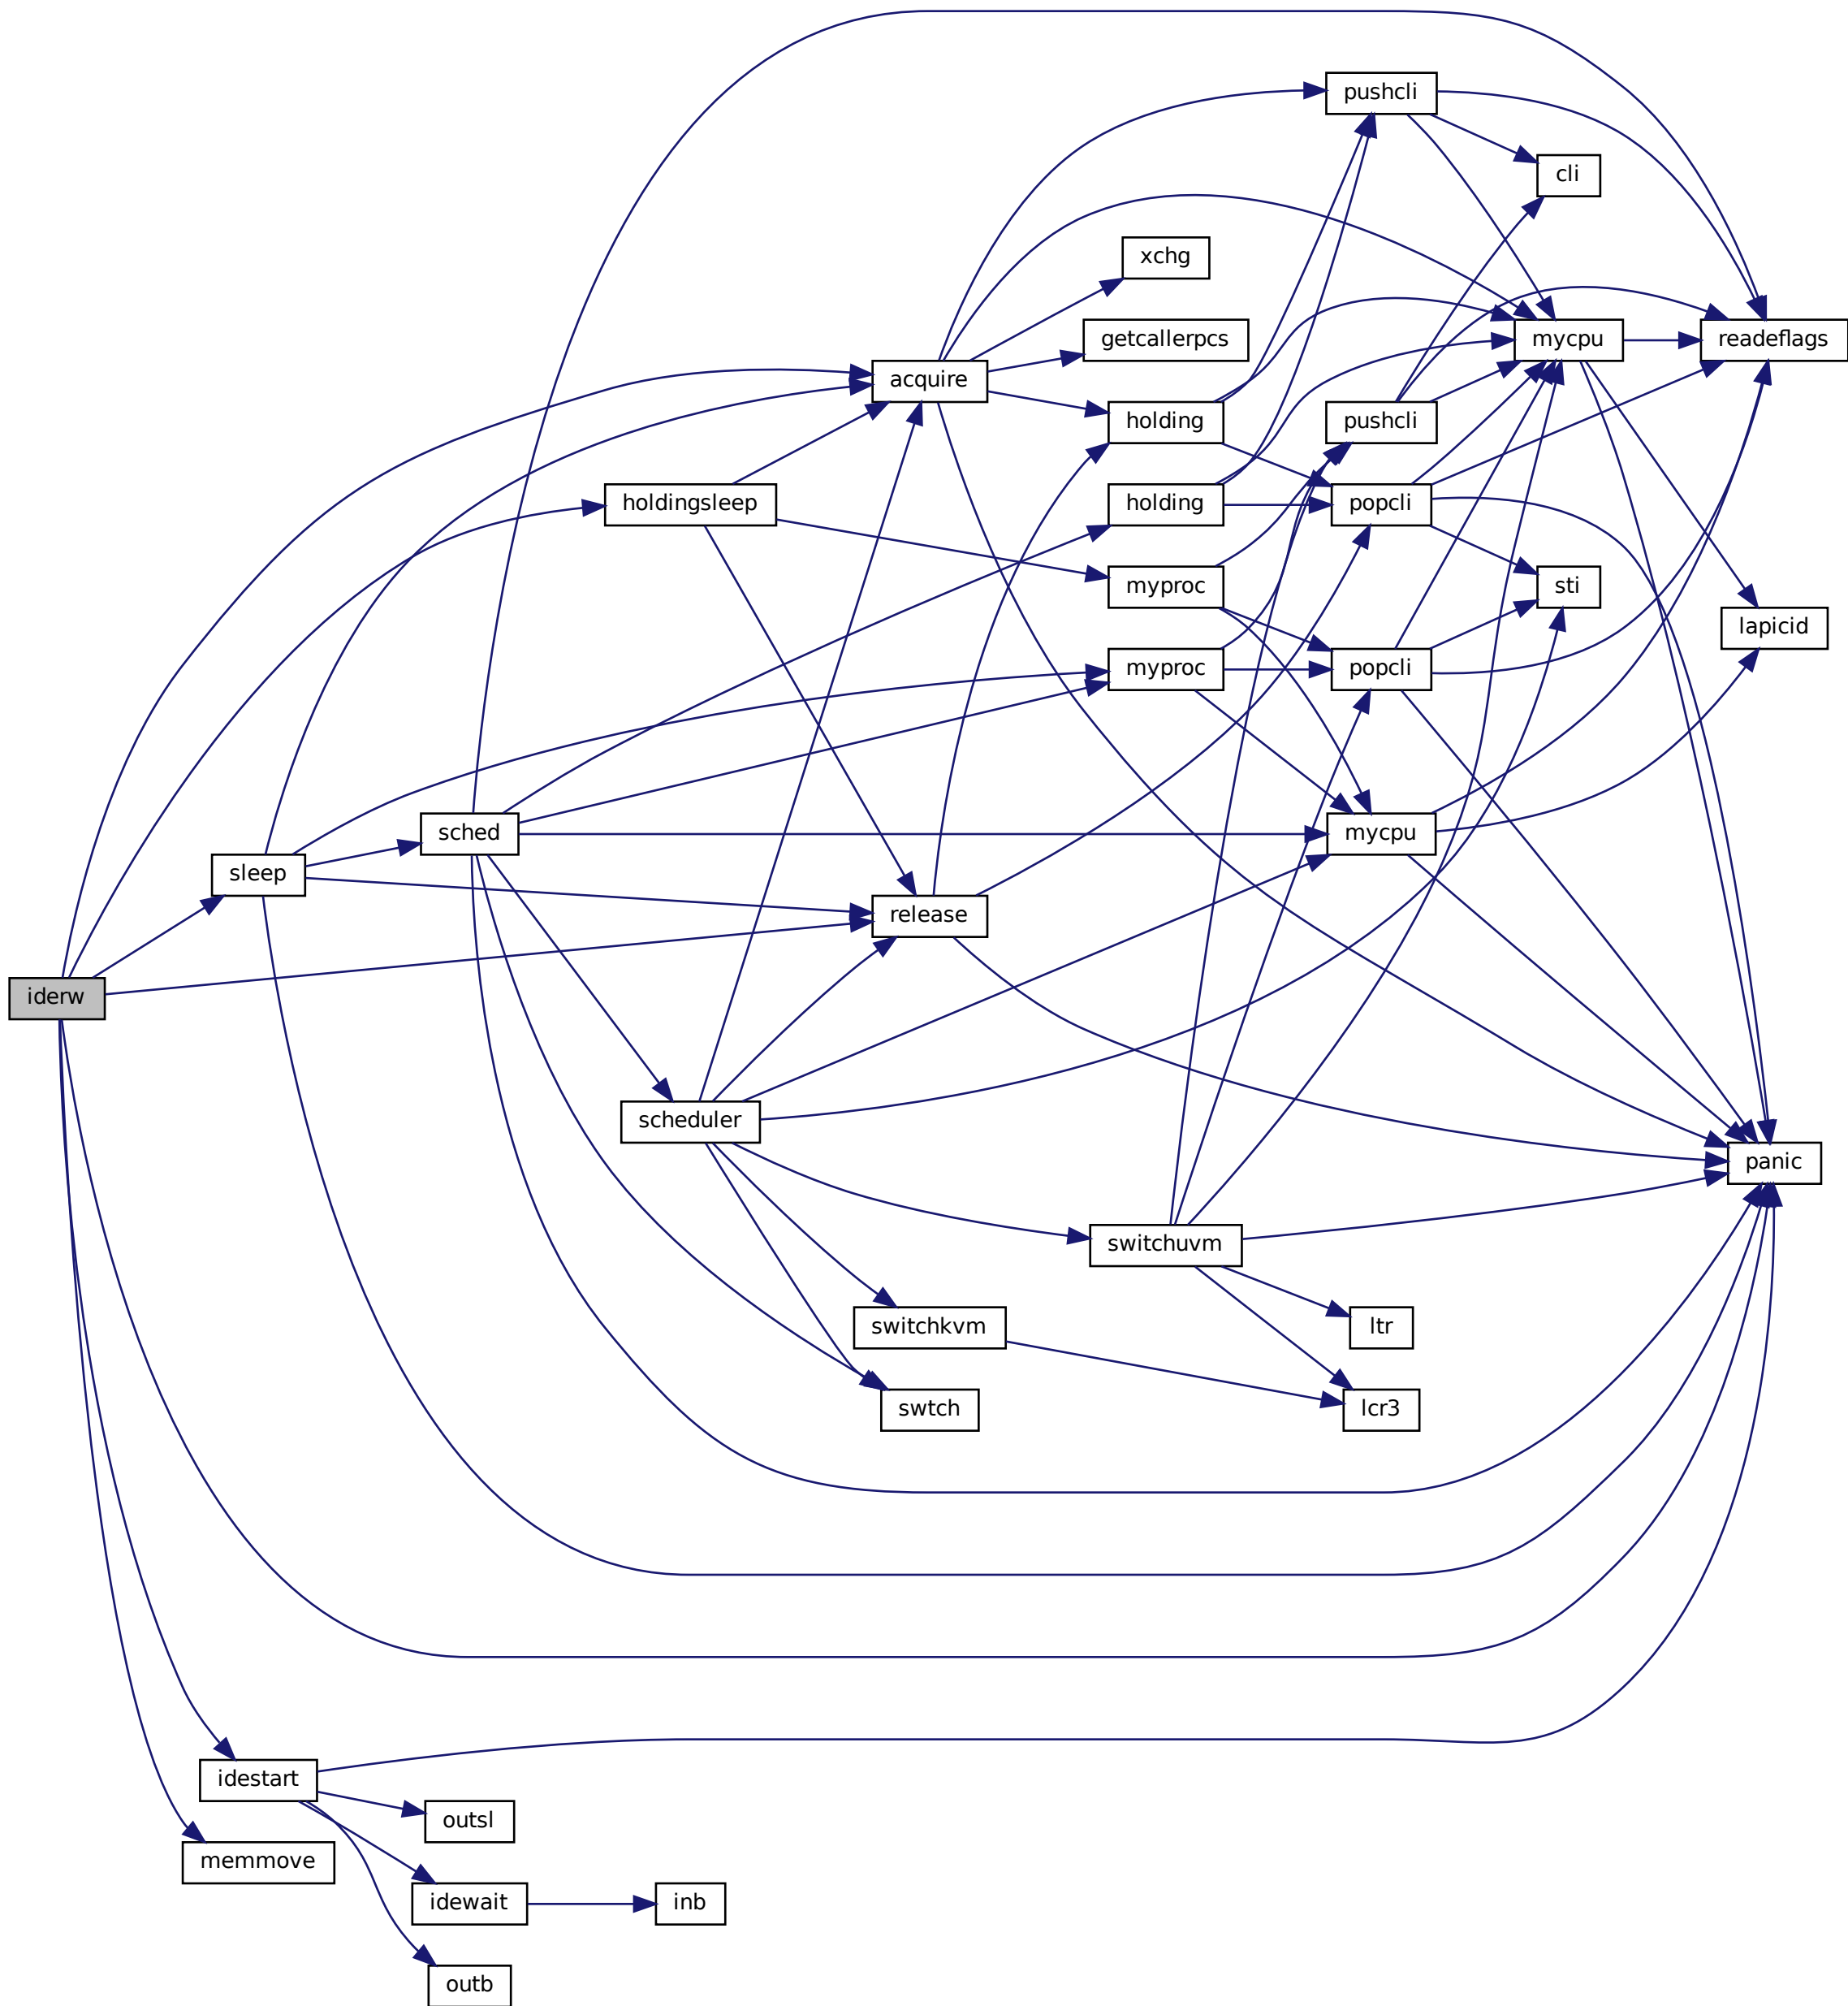 pushcli
cli
xchg
getcallerpcs
mycpu
readeflags
acquire
holding
pushcli
holdingsleep
holding
popcli
myproc
sti
lapicid
myproc
popcli
sched
mycpu
sleep
release
iderw
scheduler
panic
switchuvm
switchkvm
ltr
swtch
lcr3
idestart
outsl
memmove
idewait
inb
outb